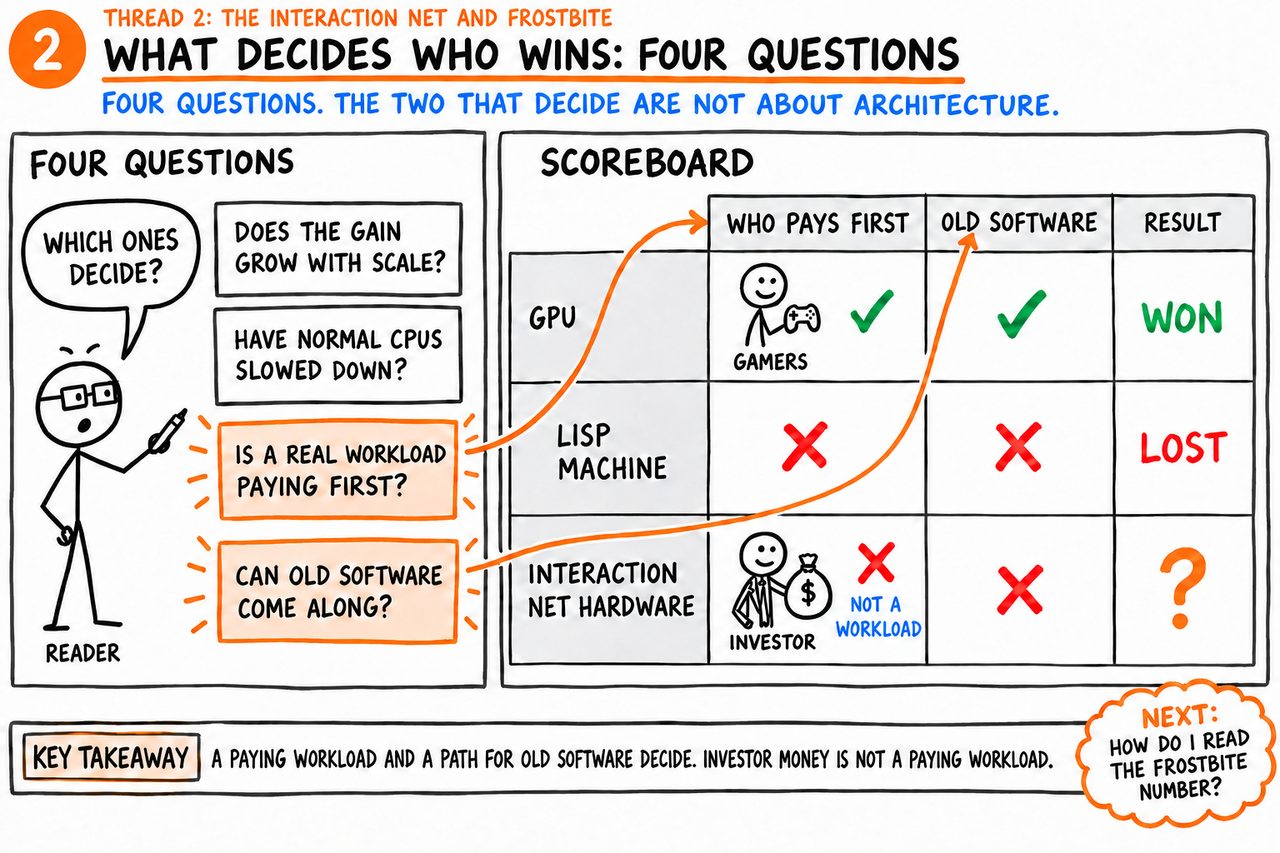 2
THREAD 2: THE INTERACTION NET AND FROSTBITE
WHAT DECIDES WHO WINS: FOUR QUESTIONS
FOUR QUESTIONS. THE TWO THAT DECIDE ARE NOT ABOUT ARCHITECTURE.
FOUR QUESTIONS
WHICH ONES
DECIDE?
READER
DOES THE GAIN
GROW WITH SCALE?
HAVE NORMAL CPUS
SLOWED DOWN?
IS A REAL WORKLOAD
PAYING FIRST?
CAN OLD SOFTWARE
COME ALONG?
SCOREBOARD
WHO PAYS FIRST
OLD SOFTWARE
RESULT
GPU
GAMERS
WON
LISP
MACHINE
LOST
INTERACTION
NET HARDWARE
$
INVESTOR
NOT A
WORKLOAD
?
KEY TAKEAWAY
A PAYING WORKLOAD AND A PATH FOR OLD SOFTWARE DECIDE. INVESTOR MONEY IS NOT A PAYING WORKLOAD.
NEXT:
HOW DO I READ
THE FROSTBITE
NUMBER?